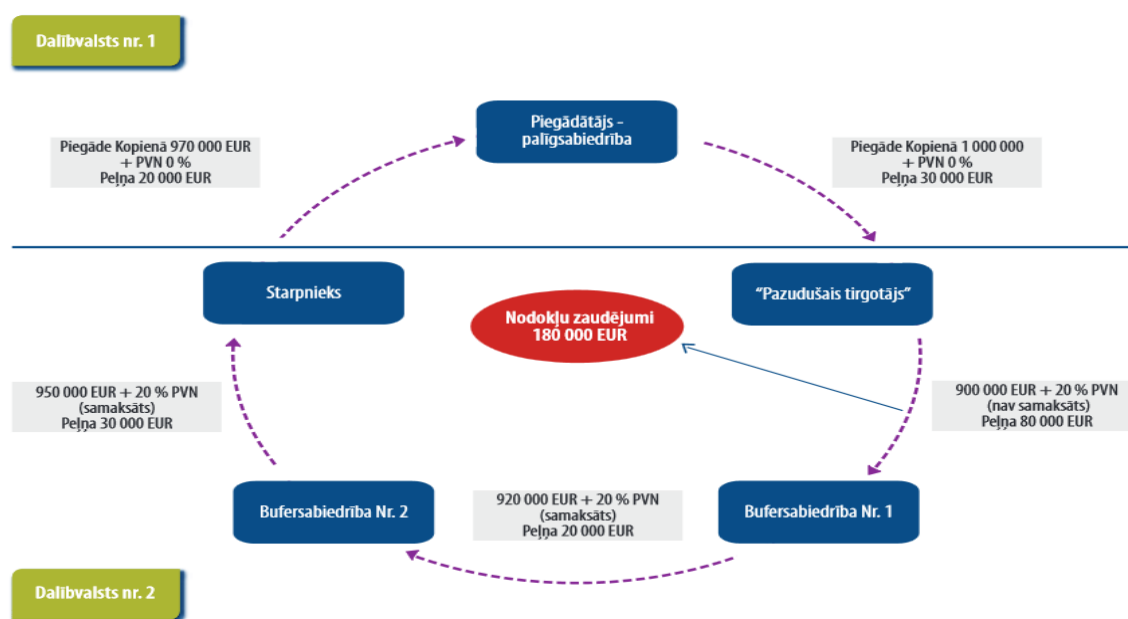 Dalībvalsts nr. 1
Piegādātājs –
palīgsabiedrība
Piegāde Kopienā 970 000 EUR
+ PVN 0 %
Peļņa 20 000 EUR
Piegāde Kopienā 1 000 000
+ PVN 0 %
Peļņa 30 000 EUR
Starpnieks
Nodokļu zaudējumi
180 000 EUR
“Pazudušais tirgotājs”
950 000 EUR + 20 % PVN
(samaksāts)
Peļņa 30 000 EUR
900 000 EUR + 20 % PVN
(nav samaksāts)
Peļņa 80 000 EUR
Bufersabiedrība Nr. 2
920 000 EUR + 20 % PVN
(samaksāts)
Peļņa 20 000 EUR
Bufersabiedrība Nr. 1
Dalībvalsts nr. 2